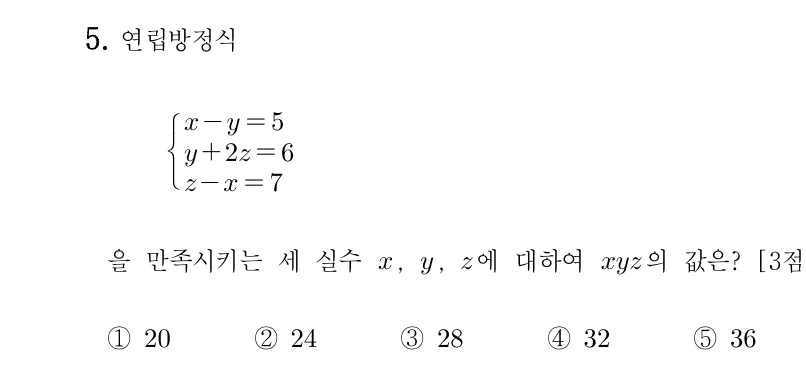 5. 연립방정식
x-y=5
y+2z=6
z-x=7
을 만족시키는 세 실수 x, y, z에 대하여 xyz의 값은? [3점
① 20 ② 24 ③ 28 ④ 32 ⑤ 36